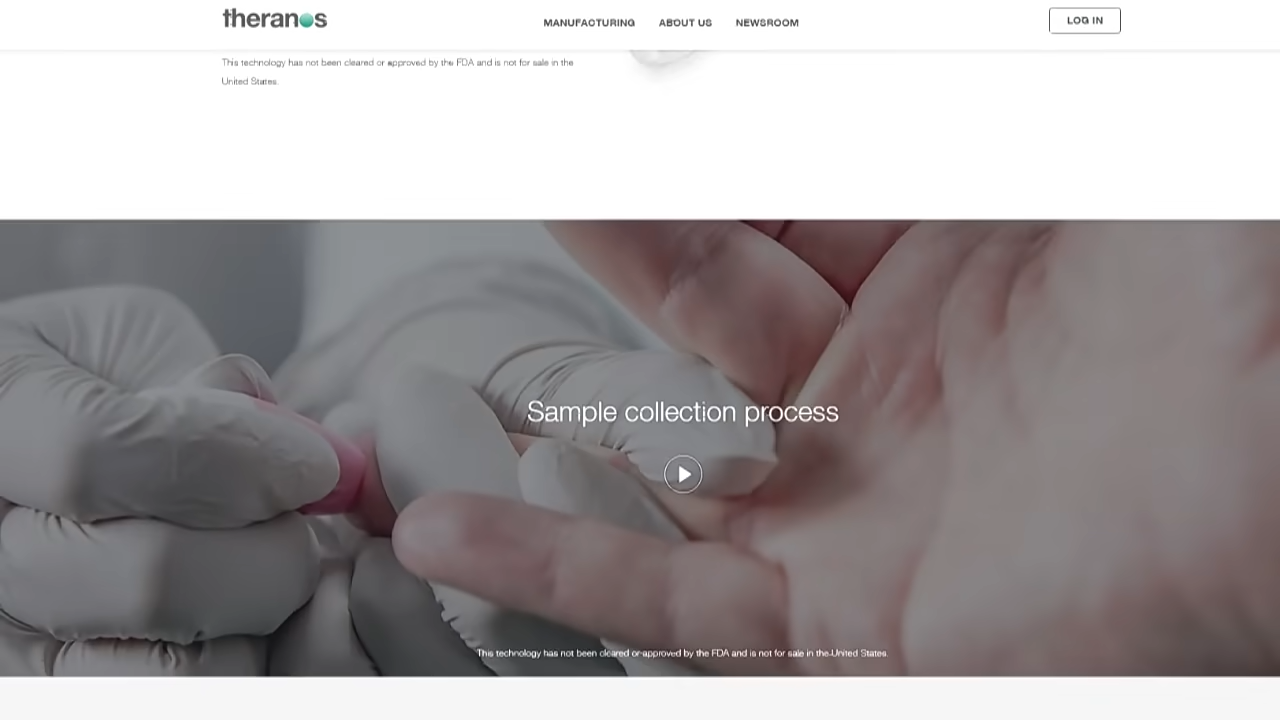 theranos
MANUFACTURING ABOUT US NEWSROOM
LOG IN
This technology has not been cleared or approved by the FDA and is not for sale in the
United States.
Sample collection process
This technology has not been cleared or approved by the FDA and is not for sale in the United States.